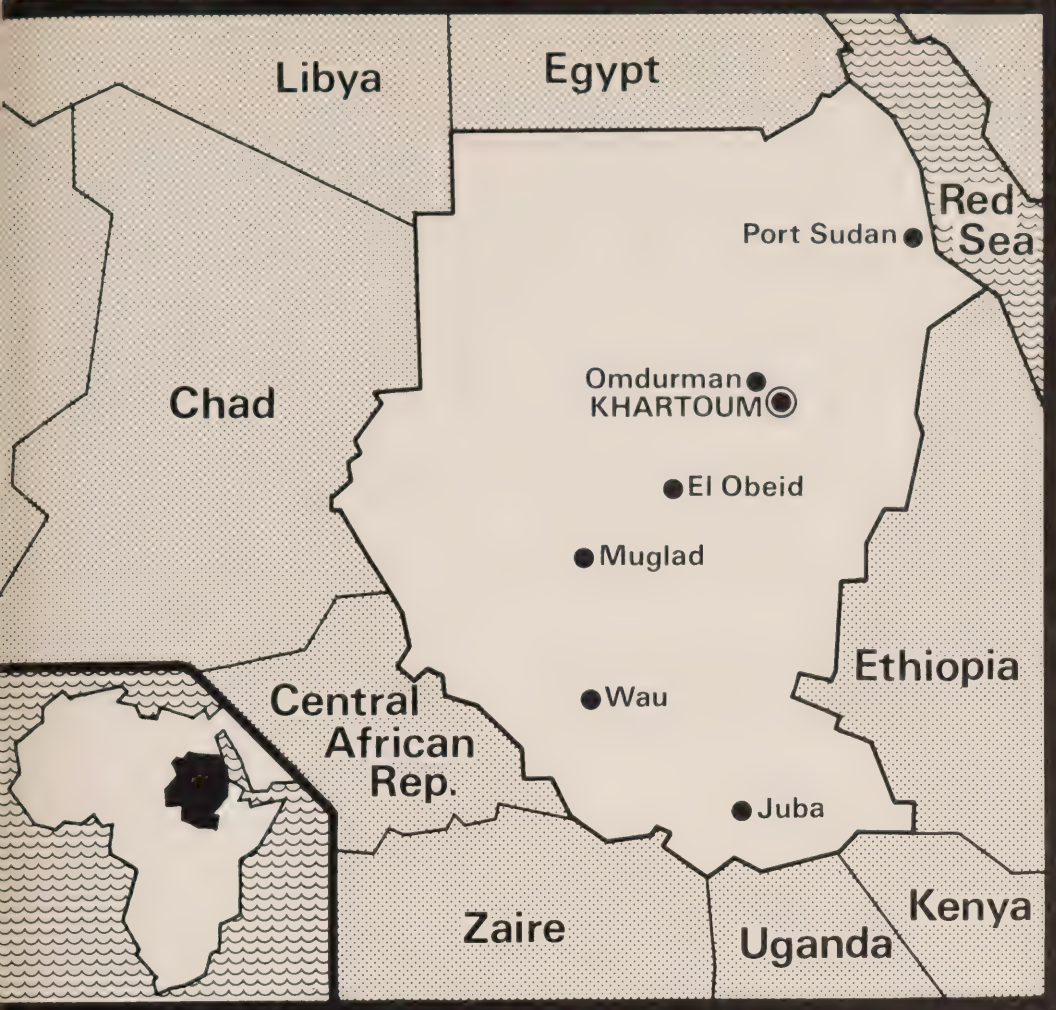 Libya
Egypt
Red
Sea
Port Sudan
Omdurman
KHARTOUM
Chad
El Obeid
Muglad
Ethiopia
Central
African
Rep.
Wau
Juba
Zaire
Uganda
Kenya